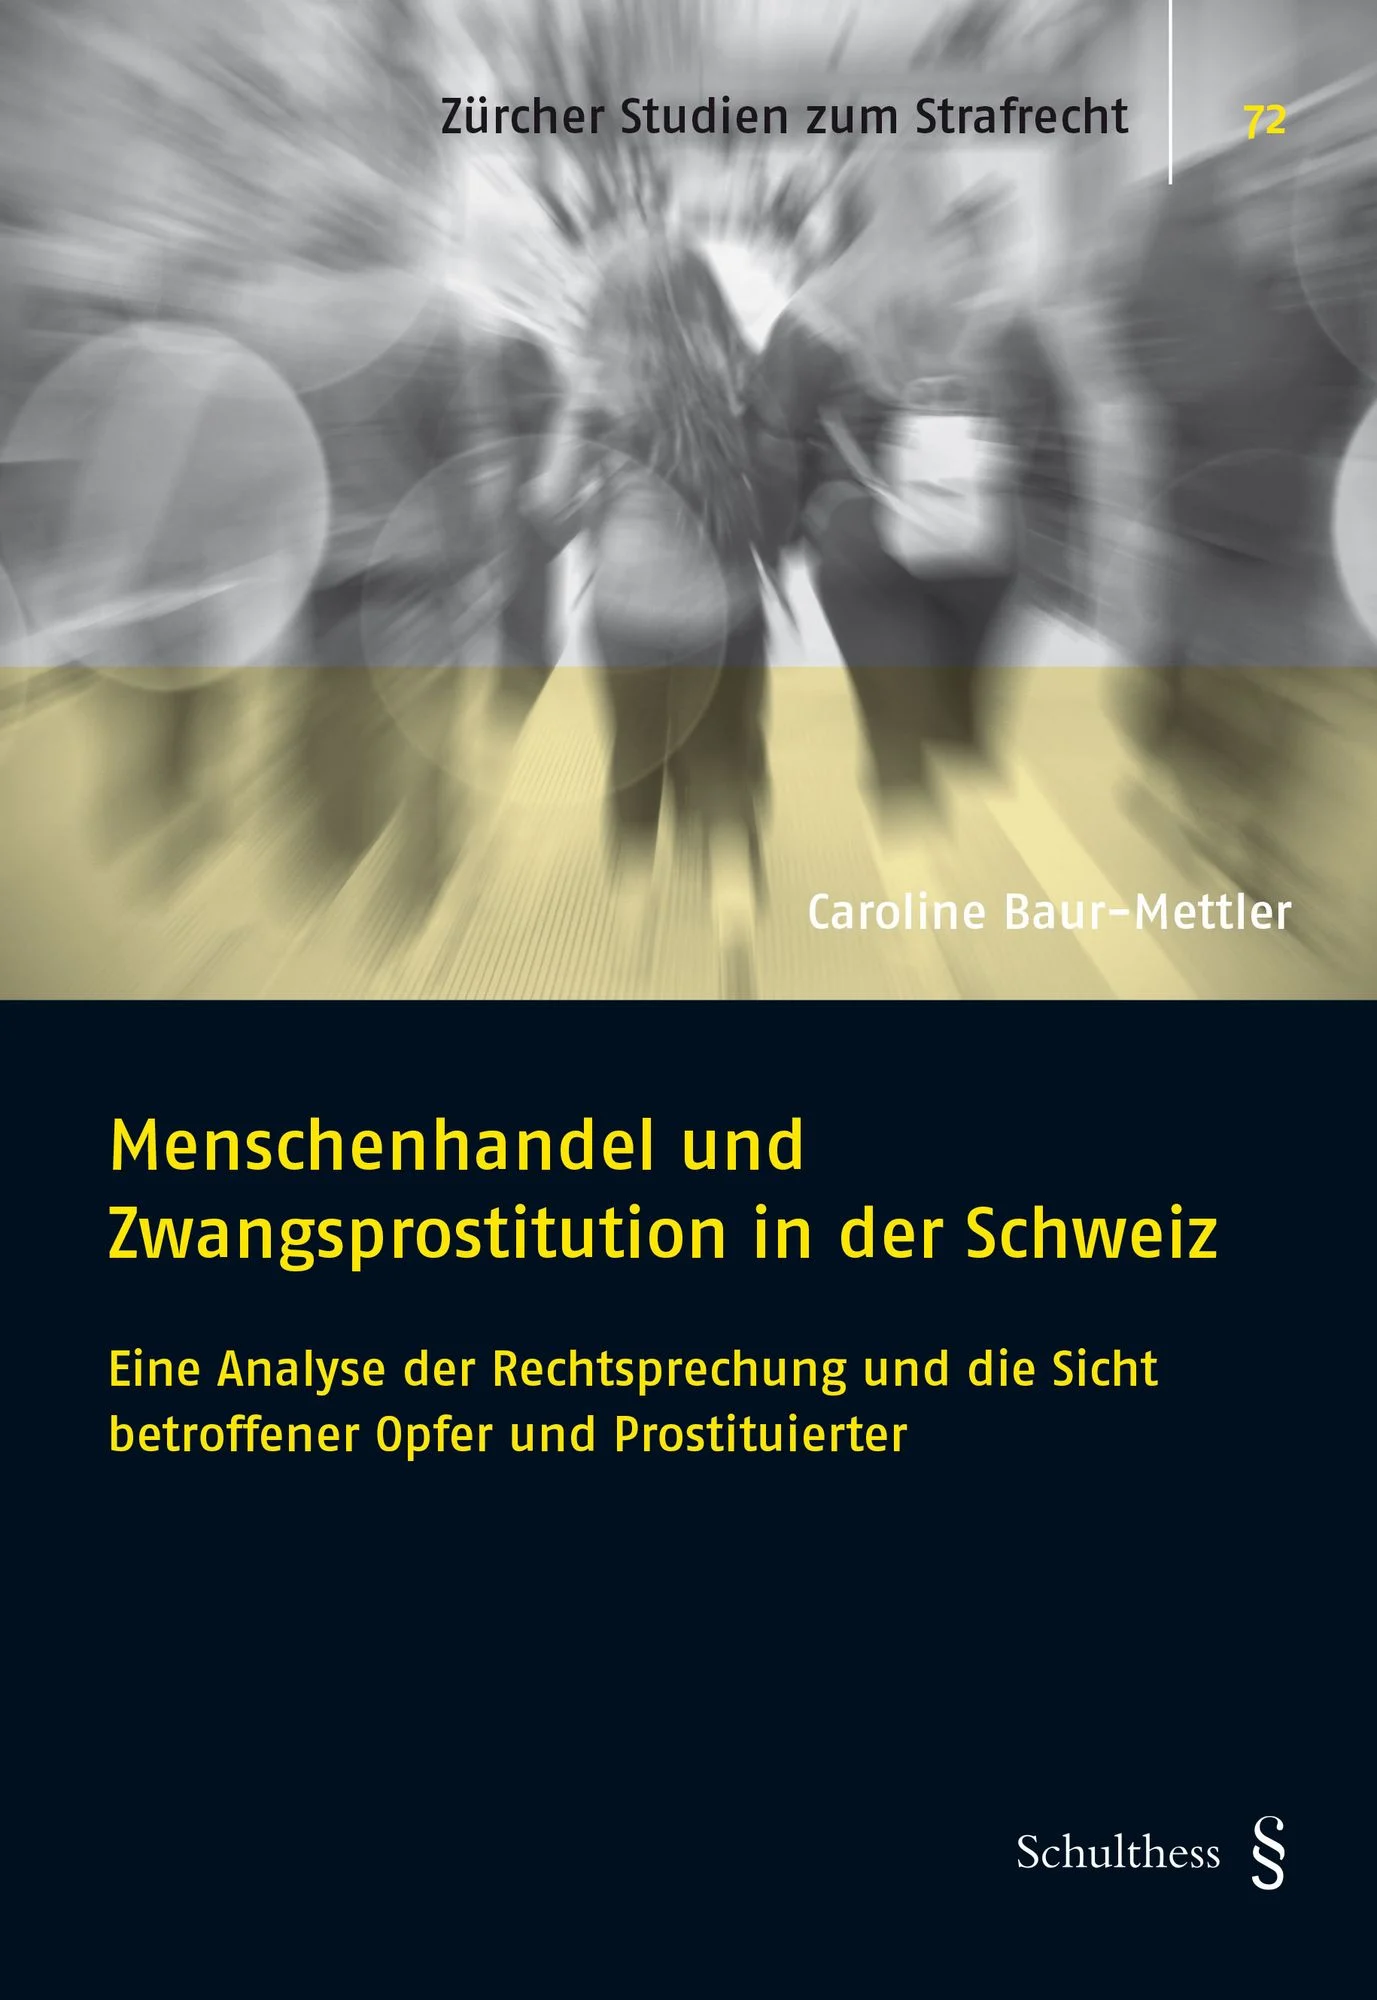 Zürcher Studien zum Strafrecht 72
Caroline Baur-Mettler
Menschenhandel und
Zwangsprostitution in der Schweiz
Eine Analyse der Rechtsprechung und die Sicht
betroffener Opfer und Prostituierter
Schulthess §